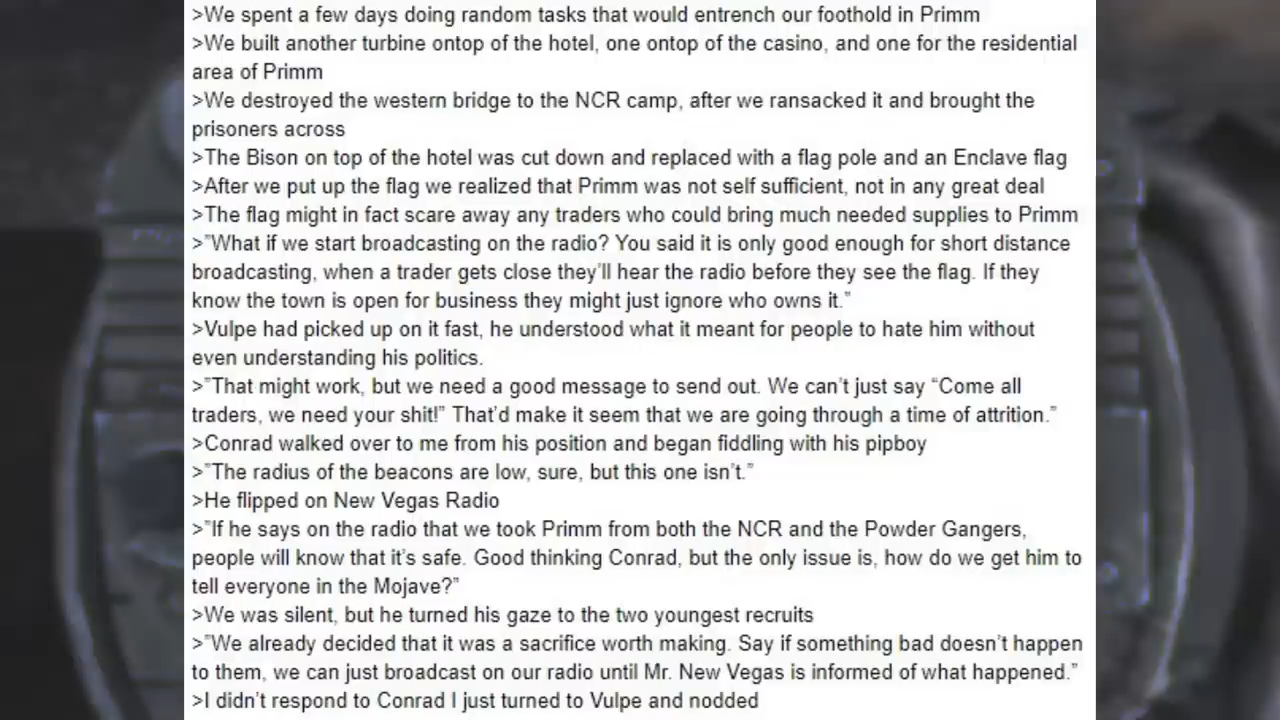 >We spent a few days doing random tasks that would entrench our foothold in Primm
>We built another turbine ontop of the hotel, one ontop of the casino, and one for the residential
area of Primm
>We destroyed the western bridge to the NCR camp, after we ransacked it and brought the
prisoners across
>The Bison on top of the hotel was cut down and replaced with a flag pole and an Enclave flag
>After we put up the flag we realized that Primm was not self sufficient, not in any great deal
>The flag might in fact scare away any traders who could bring much needed supplies to Primm
>"What if we start broadcasting on the radio? You said it is only good enough for short distance
broadcasting, when a trader gets close they'll hear the radio before they see the flag. If they
know the town is open for business they might just ignore who owns it."
>Vulpe had picked up on it fast, he understood what it meant for people to hate him without
even understanding his politics.
>"That might work, but we need a good message to send out. We can't just say “Come all
traders, we need your shit!” That'd make it seem that we are going through a time of attrition."
>Conrad walked over to me from his position and began fiddling with his pipboy
>"The radius of the beacons are low, sure, but this one isn't."
>He flipped on New Vegas Radio
>"If he says on the radio that we took Primm from both the NCR and the Powder Gangers,
people will know that it's safe. Good thinking Conrad, but the only issue is, how do we get him to
tell everyone in the Mojave?"
>We was silent, but he turned his gaze to the two youngest recruits
>"We already decided that it was a sacrifice worth making. Say if something bad doesn't happen
to them, we can just broadcast on our radio until Mr. New Vegas is informed of what happened."
>I didn't respond to Conrad I just turned to Vulpe and nodded